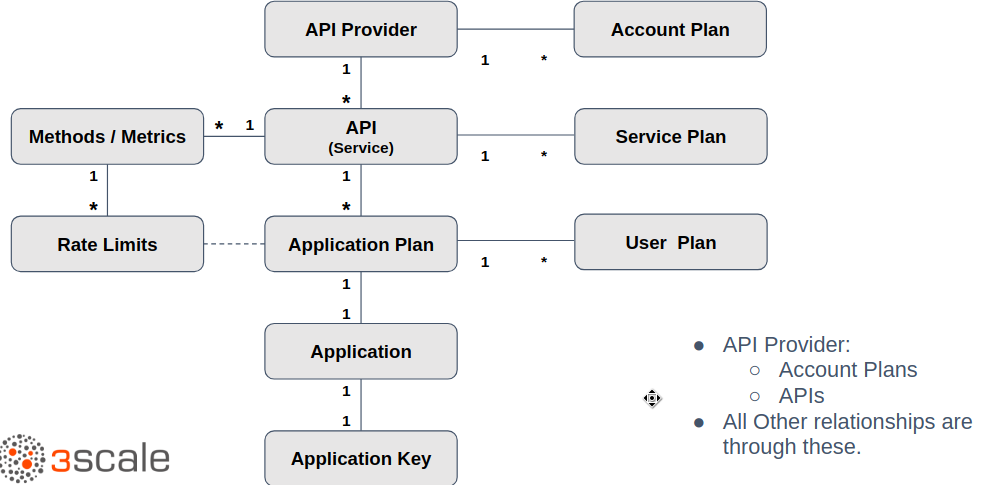 API Provider
Account Plan
1
1
*
*
Methods / Metrics
*
1
API
(Service)
Service Plan
1
1
1
*
*
*
Rate Limits
Application Plan
User  Plan
1
*
1
1
Application
API Provider:
Account Plans
APIs
All Other relationships are
through these.
1
1
Application Key
3scale